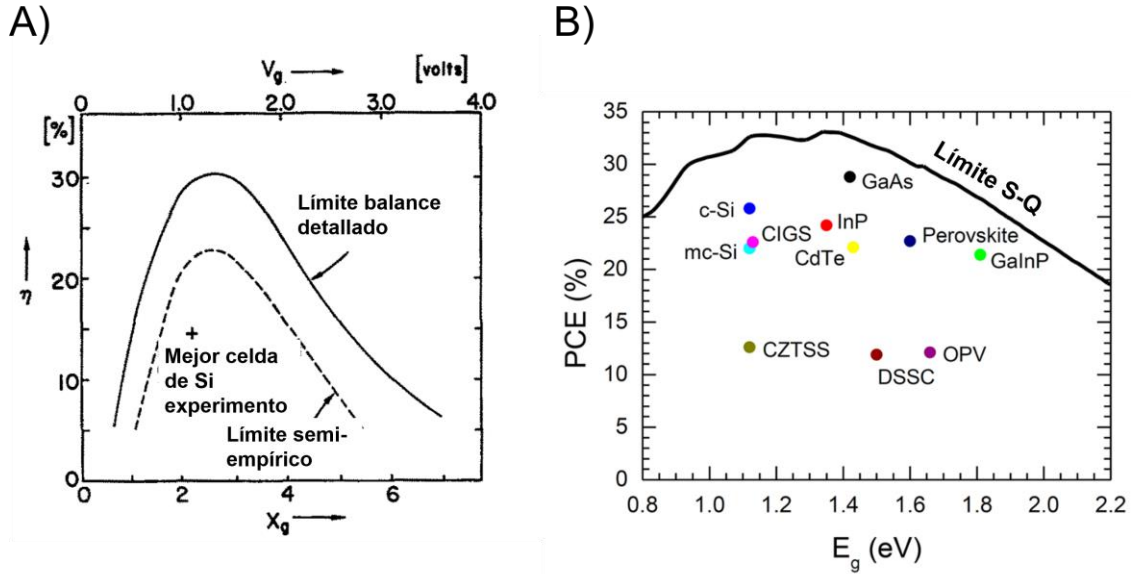 A)
V_g → [volts]
0 1.0 2.0 3.0 4.0
[%]
30
20
10
0
η →
Límite balance
detallado
+
Mejor celda
de Si
experimento
Límite semi-
empírico
0 2 4 6
X_g →
B)
35
30
25
20
15
10
5
0
PCE (%)
Límite S-Q
GaAs
c-Si
InP
CIGS
mc-Si
CdTe
Perovskite
GaInP
CZTSS
DSSC
OPV
0.8 1.0 1.2 1.4 1.6 1.8 2.0 2.2
E_g (eV)